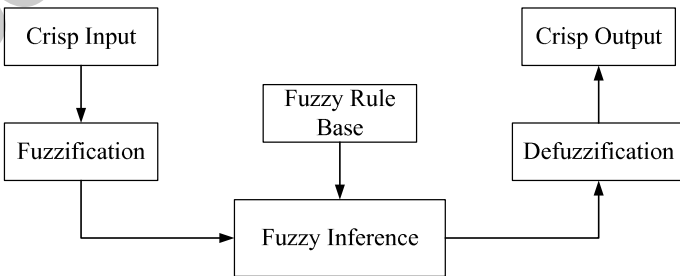 Crisp Input
Crisp Output
Fuzzy Rule
Base
Fuzzification
Defuzzification
Fuzzy Inference